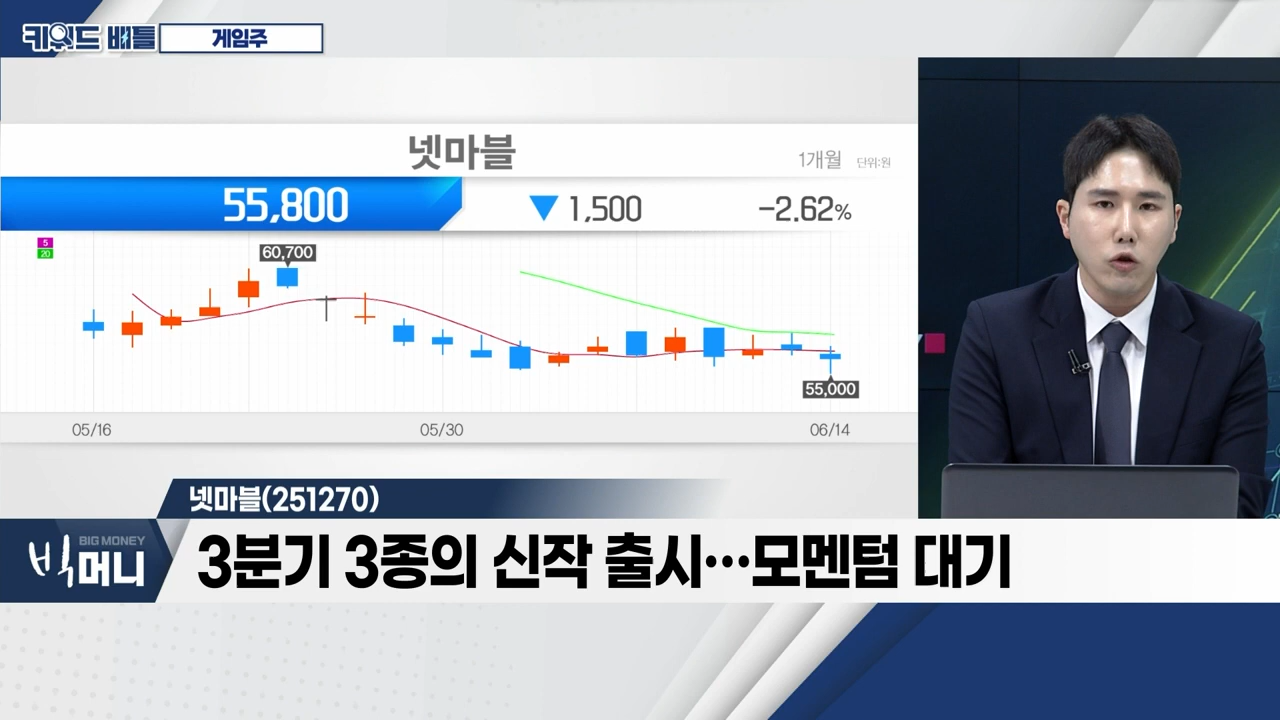 키워드 배틀
게임주
넷마블
1개월 단위:원
55,800 ▼ 1,500 -2.62%
5
20
60,700
55,000
05/16 05/30 06/14
넷마블(251270)
BIG MONEY
빅머니
3분기 3종의 신작 출시…모멘텀 대기